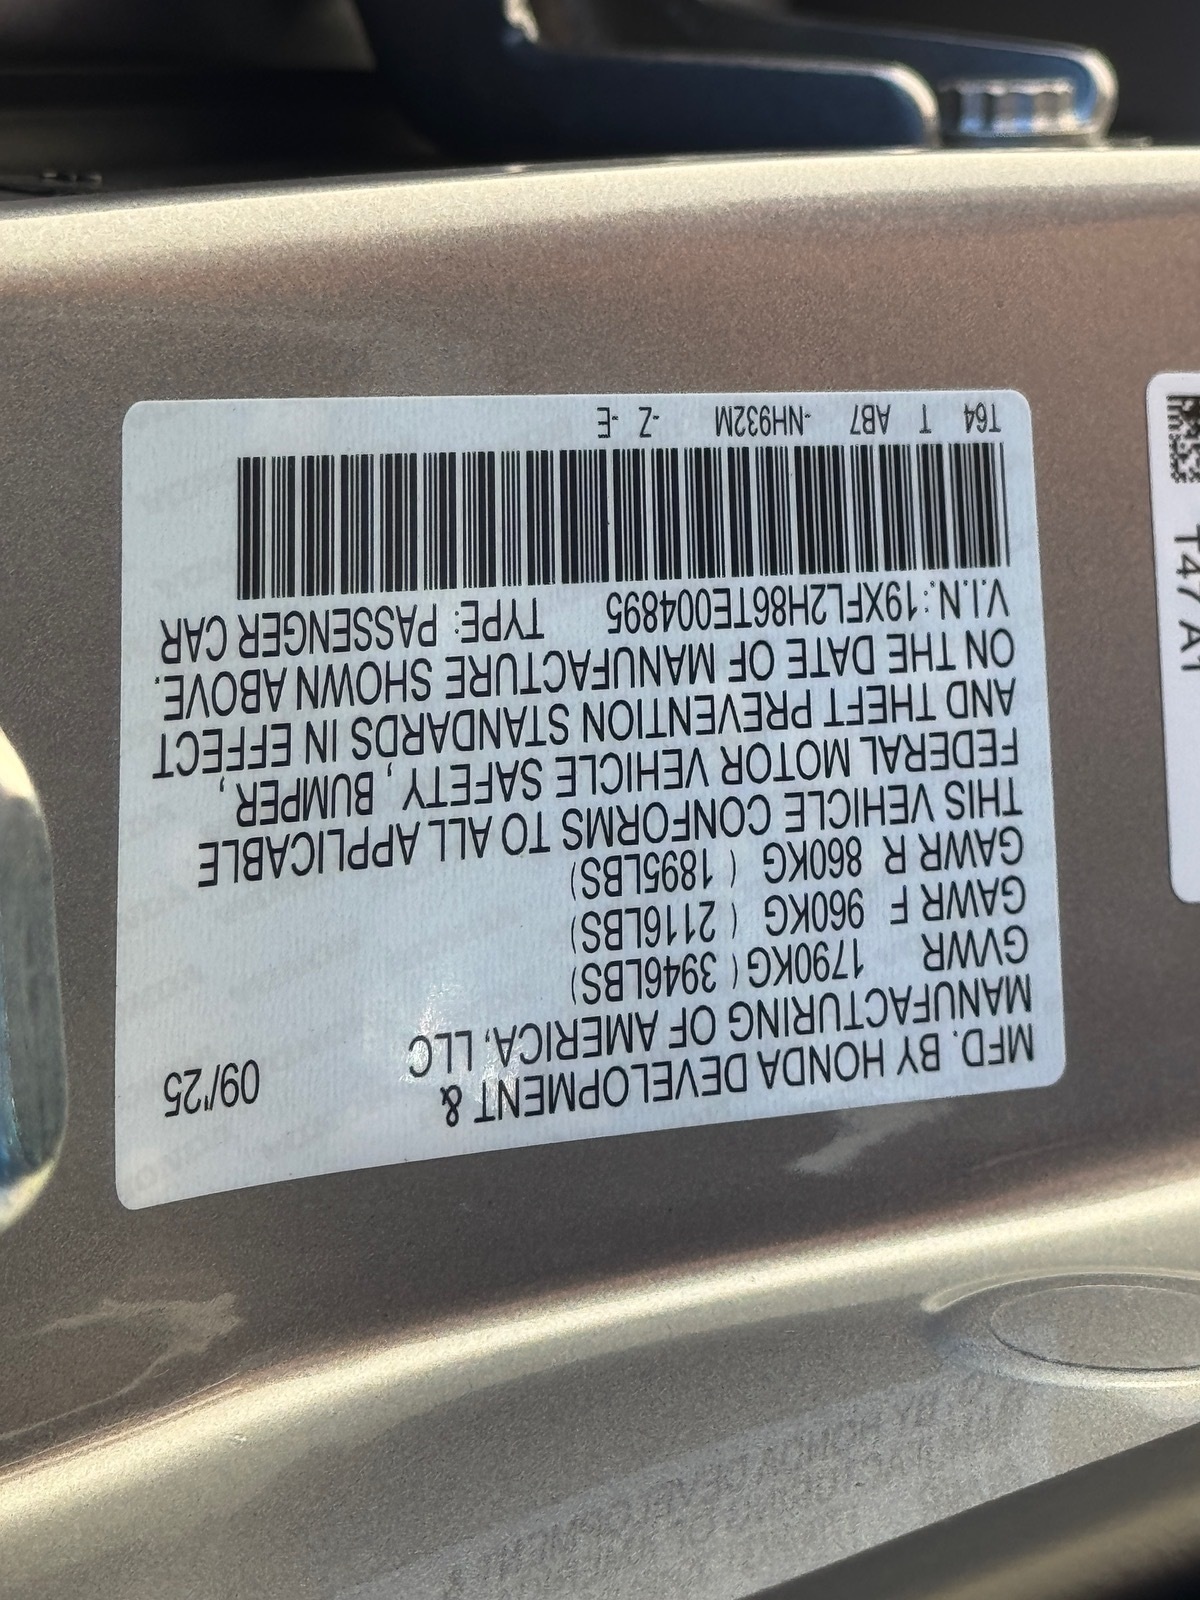 MFD. BY HONDA DEVELOPMENT &
MANUFACTURING OF AMERICA, LLC 09/'25
GVWR 1790KG ( 3946LBS)
GAWR F 960KG ( 2116LBS)
GAWR R 860KG ( 1895LBS)
THIS VEHICLE CONFORMS TO ALL APPLICABLE
FEDERAL MOTOR VEHICLE SAFETY, BUMPER,
AND THEFT PREVENTION STANDARDS IN EFFECT
ON THE DATE OF MANUFACTURE SHOWN ABOVE.
V.I.N.: 19XFL2H86TE004895 TYPE: PASSENGER CAR
T64 T AB7 -NH932M -Z -E
T47 A1